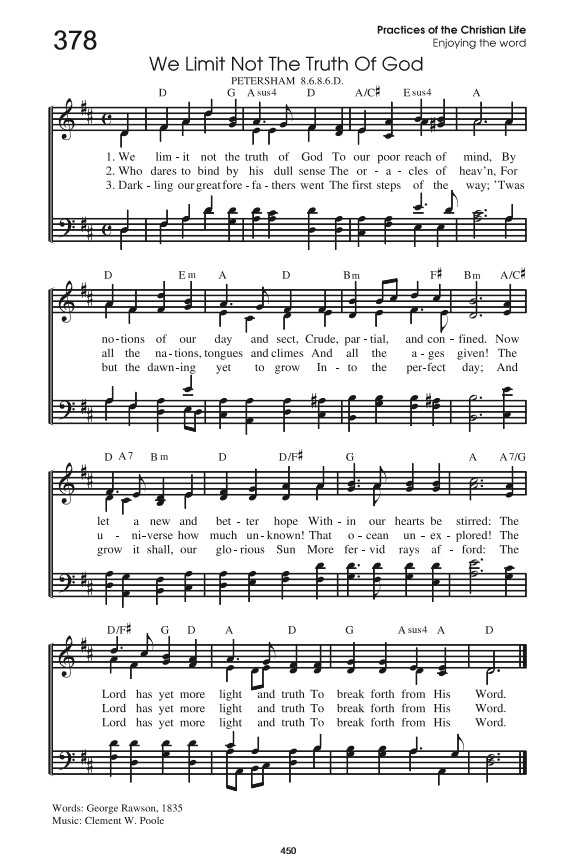 378
Practices of the Christian Life
Enjoying the word
We Limit Not The Truth Of God
PETERSHAM 8.6.8.6.D.
D G A sus4 D A/C# E sus4 A
1. We lim - it not the truth of God To our poor reach of mind, By
2. Who dares to bind by his dull sense The or - a - cles of heav'n, For
3. Dark - ling our great fore - fa - thers went The first steps of the way; 'Twas
D E m A D B m F# B m A/C#
no - tions of our day and sect, Crude, par - tial, and con - fined. Now
all the na - tions, tongues and climes And all the a - ges given! The
but the dawn - ing yet to grow In - to the per - fect day; And
D A 7 B m D D/F# G A A 7/G
let a new and bet - ter hope With - in our hearts be stirred: The
u - ni - verse how much un - known! That o - cean un - ex - plored! The
grow it shall, our glo - rious Sun More fer - vid rays af - ford: The
D/F# G D A D G A sus4 A D
Lord has yet more light and truth To break forth from His Word.
Lord has yet more light and truth To break forth from His Word.
Lord has yet more light and truth To break forth from His Word.
Words: George Rawson, 1835
Music: Clement W. Poole
450